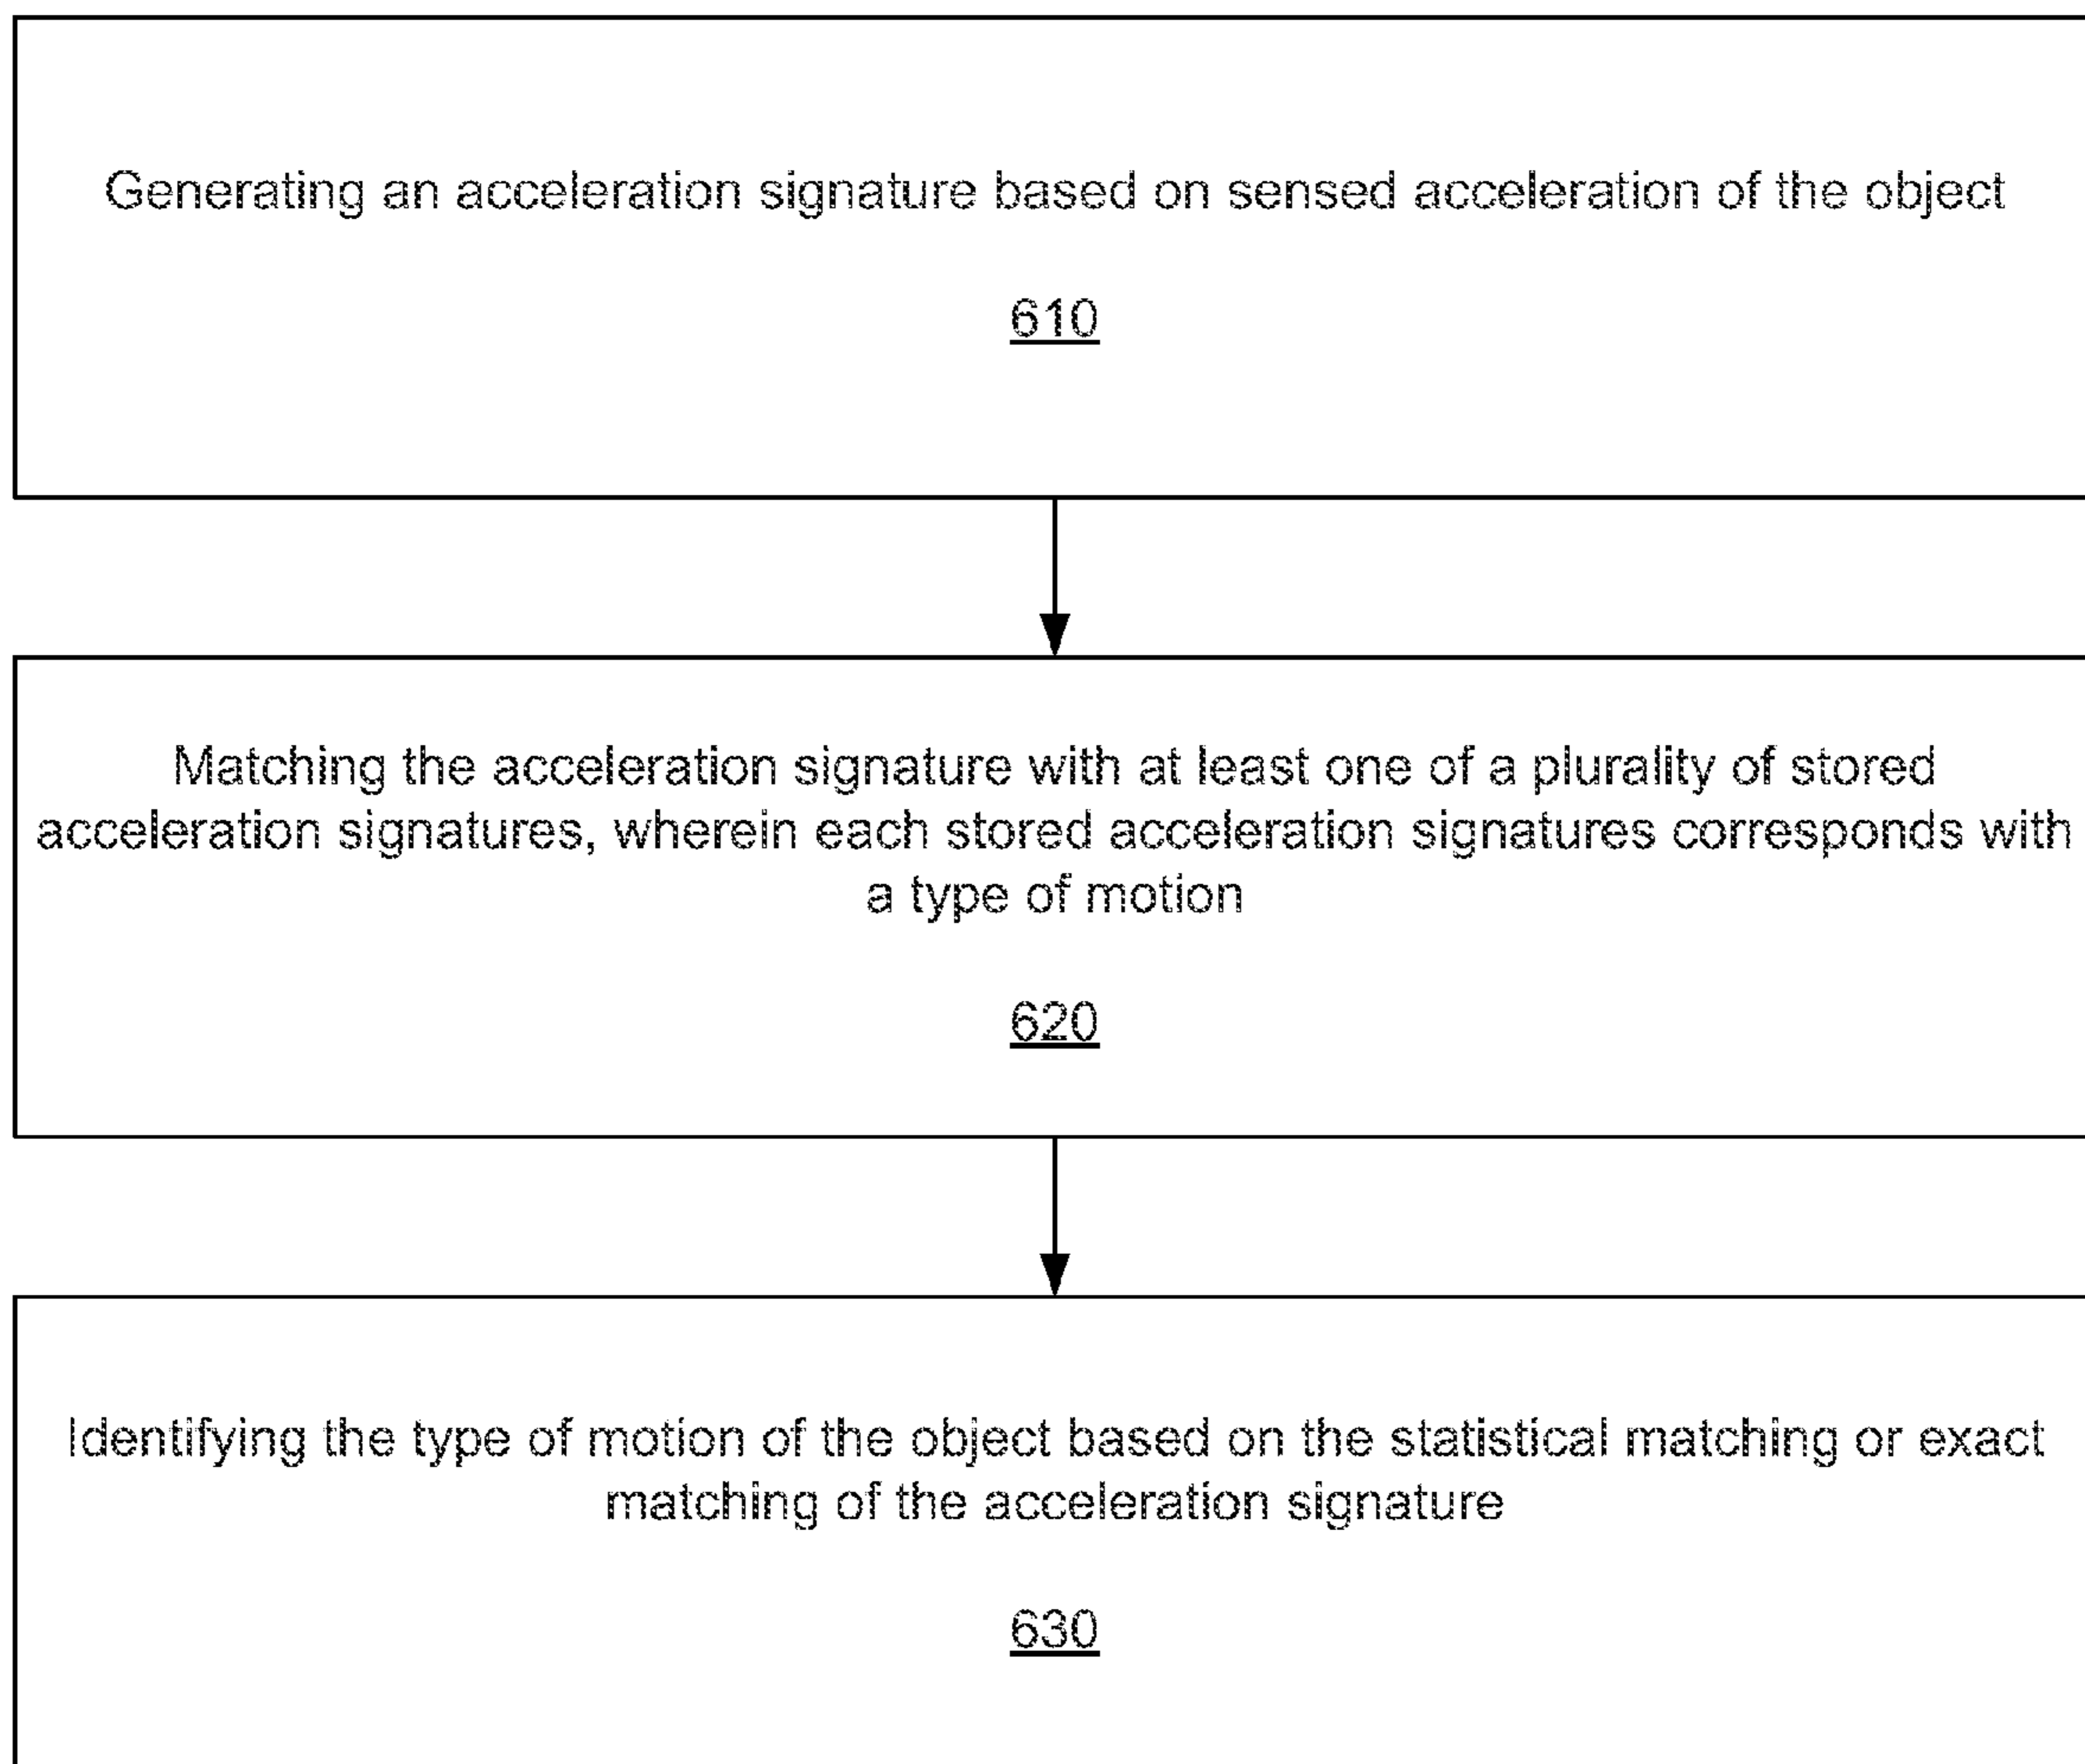 Generating an acceleration signature based on sensed acceleration of the object
610
Matching the acceleration signature with at least one of a plurality of stored
acceleration signatures, wherein each stored acceleration signatures corresponds with
a type of motion
620
Identifying the type of motion of the object based on the statistical matching or exact
matching of the acceleration signature
630